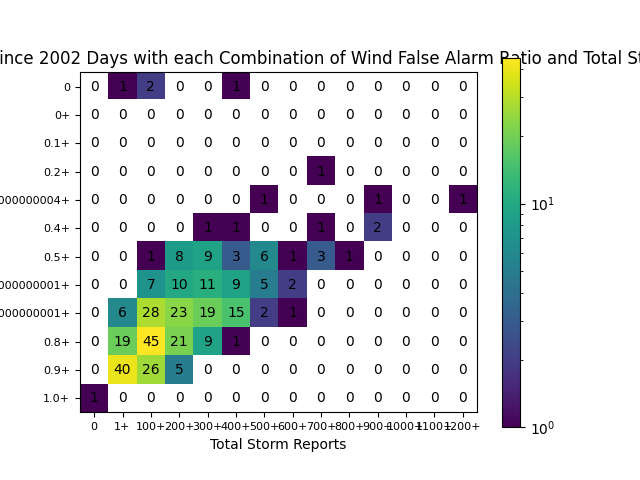 ince 2002 Days with each Combination of Wind False Alarm Ratio and Total St
0 0 1 2 0 0 1 0 0 0 0 0 0 0 0
0+ 0 0 0 0 0 0 0 0 0 0 0 0 0 0
0.1+ 0 0 0 0 0 0 0 0 0 0 0 0 0 0
0.2+ 0 0 0 0 0 0 0 0 1 0 0 0 0 0
000000004+ 0 0 0 0 0 0 1 0 0 0 1 0 0 1
0.4+ 0 0 0 0 1 1 0 0 1 0 2 0 0 0
0.5+ 0 0 1 8 9 3 6 1 3 1 0 0 0 0
000000001+ 0 0 7 10 11 9 5 2 0 0 0 0 0 0
000000001+ 0 6 28 23 19 15 2 1 0 0 0 0 0 0
0.8+ 0 19 45 21 9 1 0 0 0 0 0 0 0 0
0.9+ 0 40 26 5 0 0 0 0 0 0 0 0 0 0
1.0+ 1 0 0 0 0 0 0 0 0 0 0 0 0 0
0 1+ 100+ 200+ 300+ 400+ 500+ 600+ 700+ 800+ 900+ 1000+ 1100+ 1200+
Total Storm Reports
10¹
10⁰